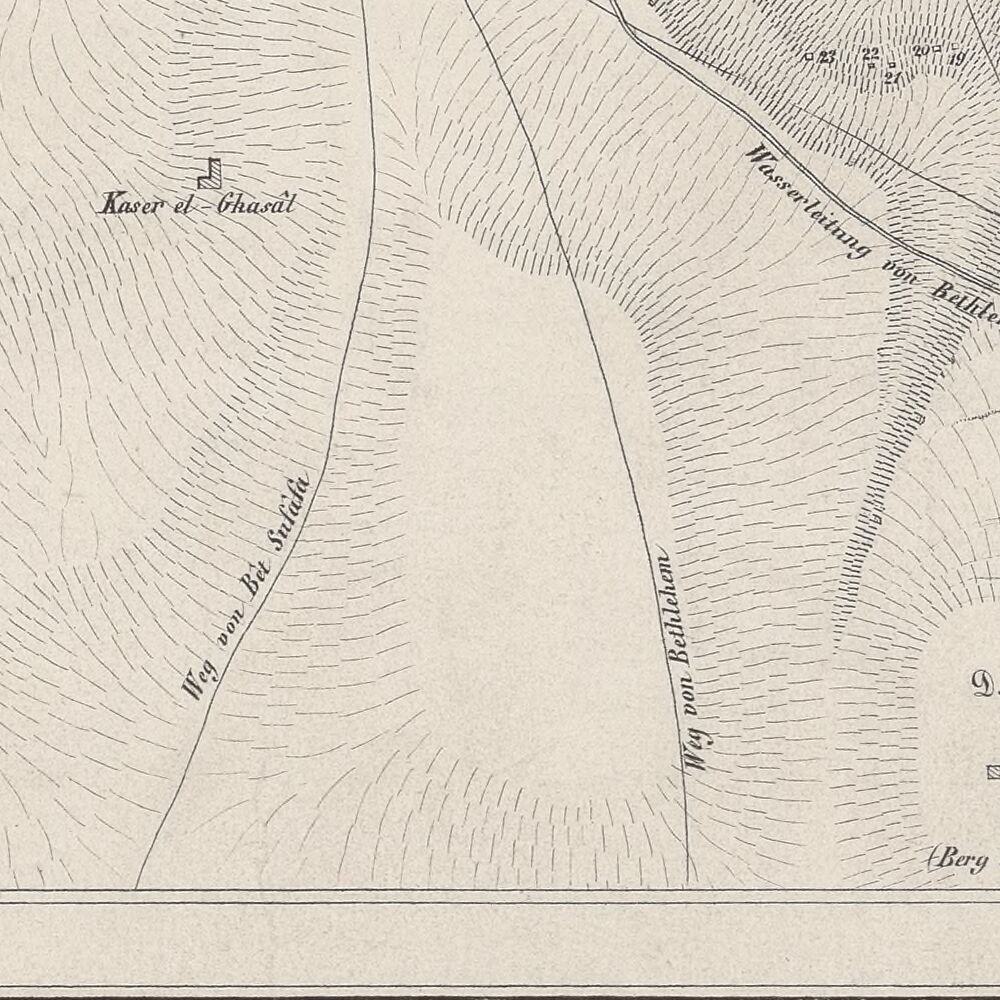 23
22
20
19
21
Kaser el-Ghasâl
Wasserleitung von Bethle
Weg von Bêt Sufâfa
Weg von Bethlehem
D.
(Berg